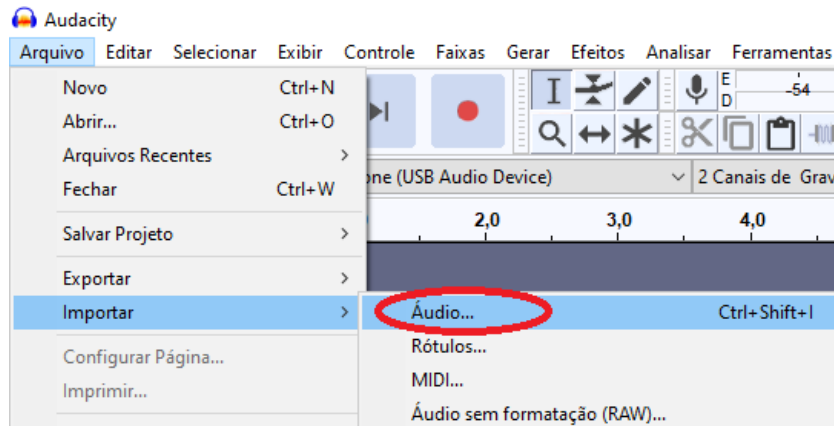 Audacity
Arquivo Editar Selecionar Exibir Controle Faixas Gerar Efeitos Analisar Ferramentas
Novo Ctrl+N
Abrir... Ctrl+O
Arquivos Recentes
Fechar Ctrl+W
Salvar Projeto
Exportar
Importar
Configurar Página...
Imprimir...
E
D
-54
(USB Audio Device)
2 Canais de
2,0 3,0 4,0
Áudio... Ctrl+Shift+I
Rótulos...
MIDI...
Áudio sem formatação (RAW)...